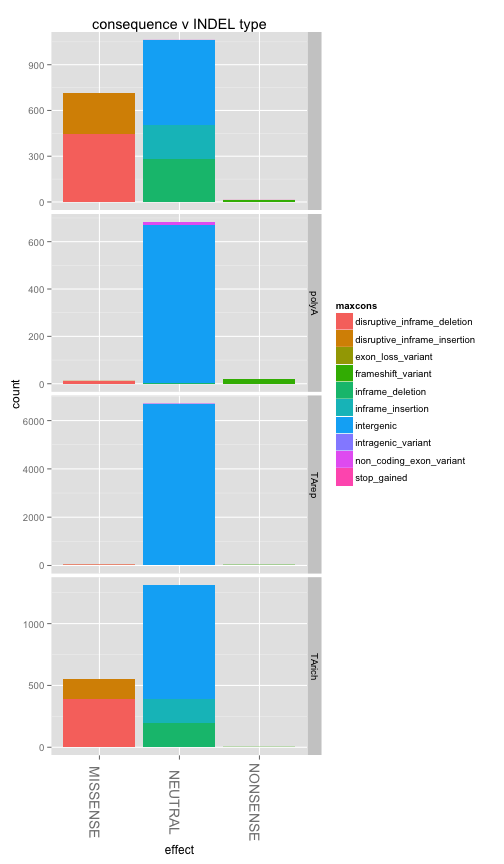 consequence v INDEL type
count
900
600
300
0
600
400
200
0
polyA
6000
4000
2000
0
TArep
1000
500
0
TArich
MISSENSE
NEUTRAL
NONSENSE
effect
maxcons
disruptive_inframe_deletion
disruptive_inframe_insertion
exon_loss_variant
frameshift_variant
inframe_deletion
inframe_insertion
intergenic
intragenic_variant
non_coding_exon_variant
stop_gained